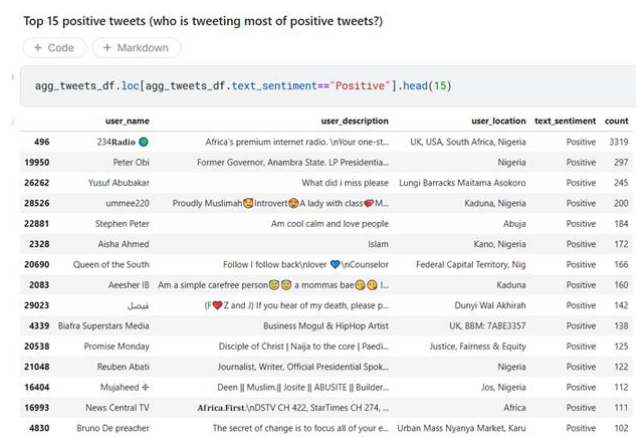 Top 15 positive tweets (who is tweeting most of positive tweets?)
+ Code + Markdown
agg_tweets_df.loc[agg_tweets_df.text_sentiment=="Positive"].head(15)
user_name user_description user_location text_sentiment count
496 234Radio 🌍 Africa's premium internet radio. \nYour one-st... UK, USA, South Africa, Nigeria Positive 3319
19950 Peter Obi Former Governor, Anambra State. LP Presidentia... Nigeria Positive 297
26262 Yusuf Abubakar What did i miss please Lungi Barracks Maitama Asokoro Positive 245
28526 ummee220 Proudly Muslimah🥰Introvert🤩A lady with class💝M... Kaduna, Nigeria Positive 200
22881 Stephen Peter Am cool calm and love people Abuja Positive 184
2328 Aisha Ahmed Islam Kano, Nigeria Positive 172
20690 Queen of the South Follow I follow back\nlover 💙\nCounselor Federal Capital Territory, Nig Positive 166
2083 Aeesher IB Am a simple carefree person😇😇 a mommas bae😋😋 I... Kaduna Positive 160
29023 فيصل (F❤️Z and J) If you hear of my death, please p... Dunyi Wal Akhirah Positive 142
4339 Biafra Superstars Media Business Mogul & HipHop Artist UK, BBM: 7ABE3357 Positive 138
20538 Promise Monday Disciple of Christ | Naija to the core | Paedi... Justice, Fairness & Equity Positive 125
21048 Reuben Abati Journalist, Writer, Official Presidential Spok... Nigeria Positive 122
16404 Mujaheed ❉ Deen || Muslim.|| Josite || ABUSITE || Builder... Jos, Nigeria Positive 112
16993 News Central TV Africa.First.\nDSTV CH 422, StarTimes CH 274, ... Africa Positive 111
4830 Bruno De preacher The secret of change is to focus all of your e... Urban Mass Nyanya Market, Karu Positive 102